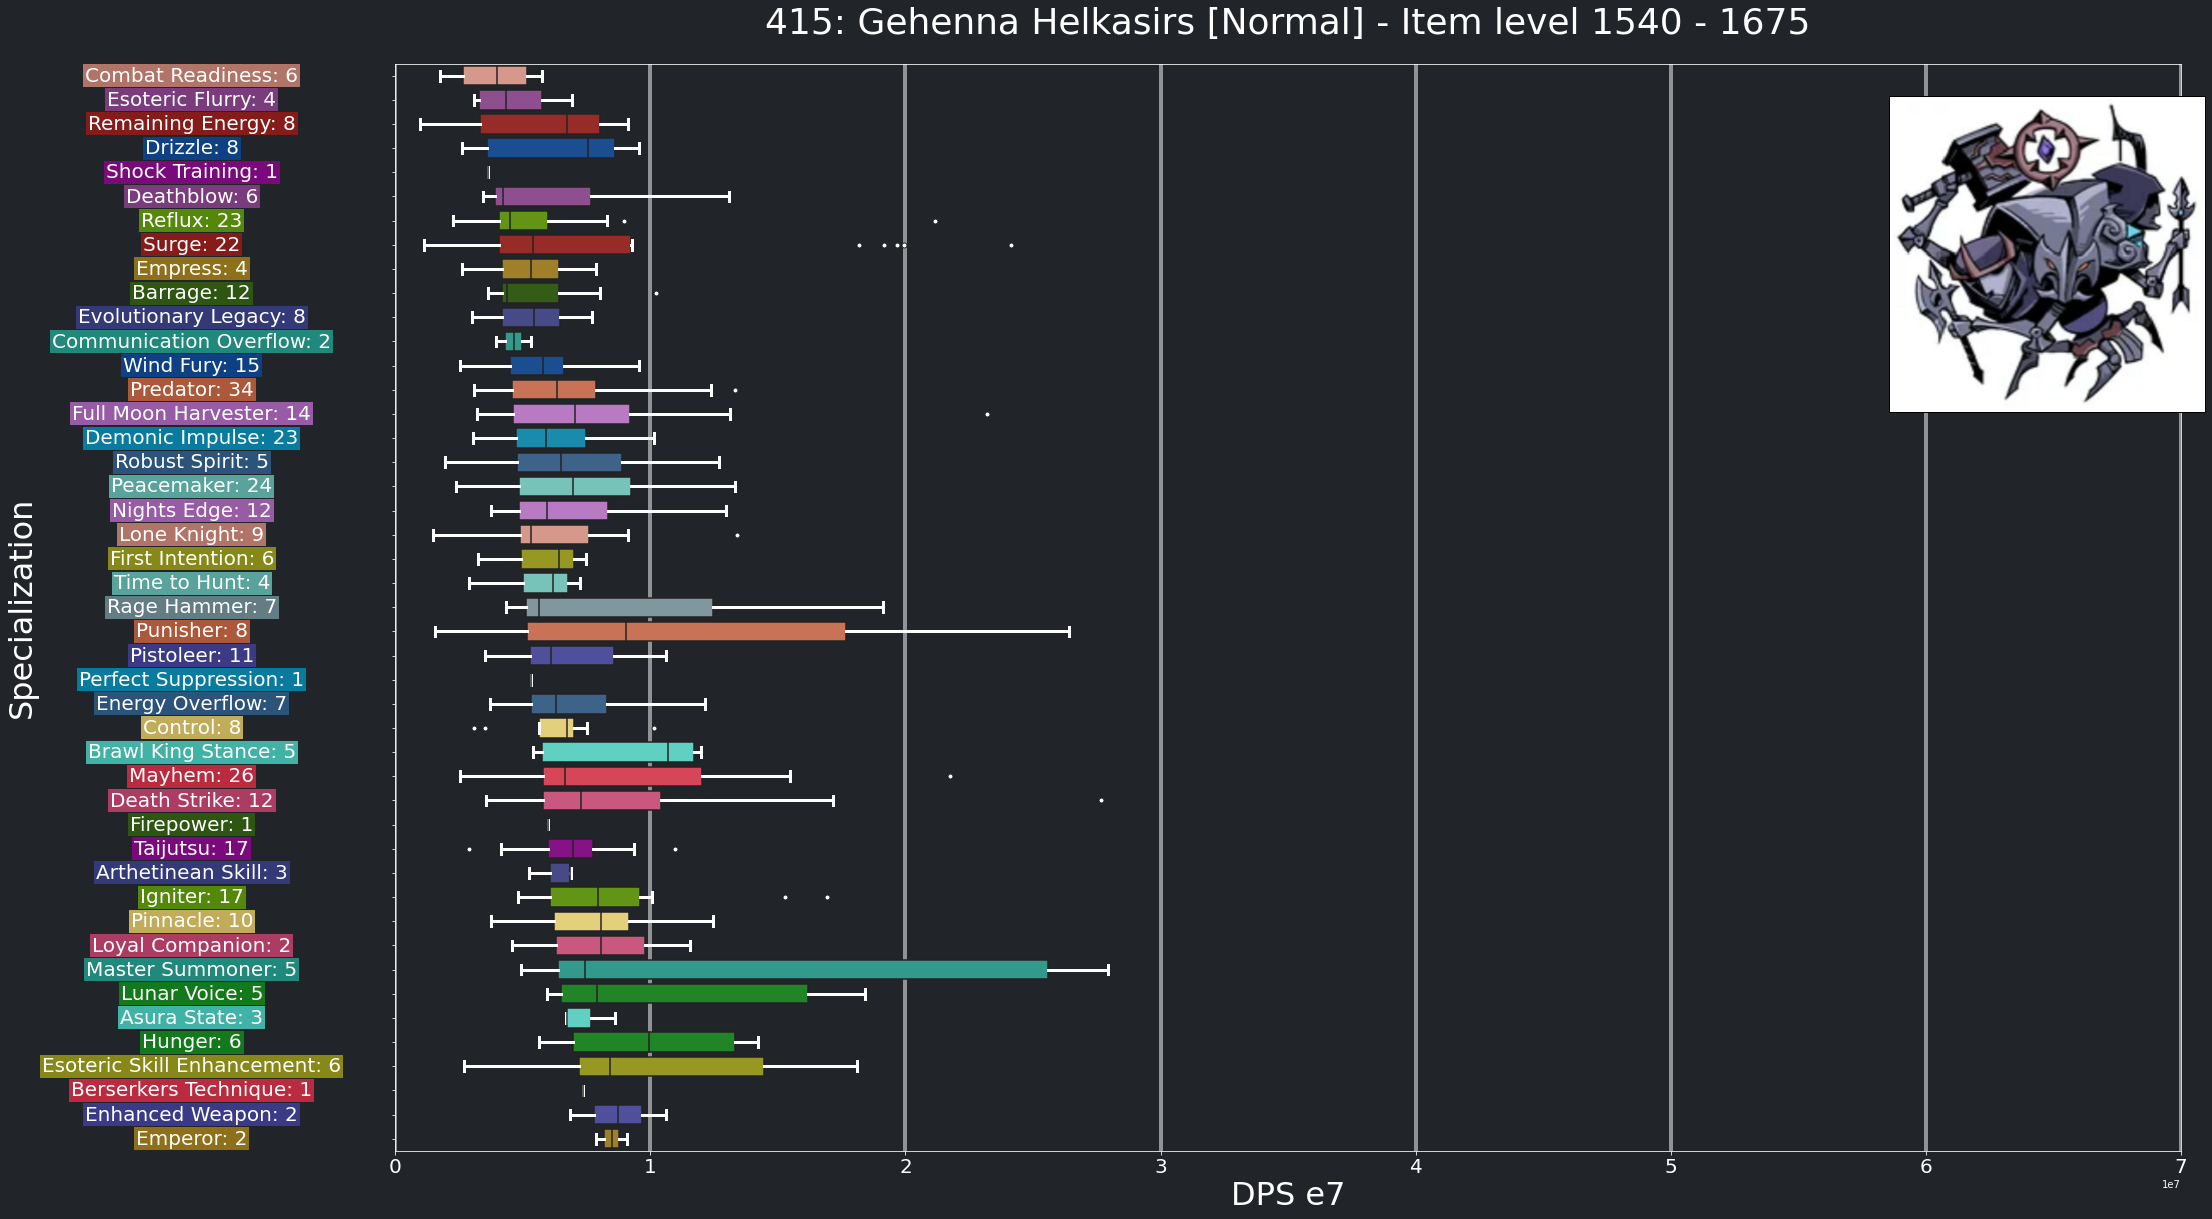 415: Gehenna Helkasirs [Normal] - Item level 1540 - 1675
Specialization
Combat Readiness: 6
Esoteric Flurry: 4
Remaining Energy: 8
Drizzle: 8
Shock Training: 1
Deathblow: 6
Reflux: 23
Surge: 22
Empress: 4
Barrage: 12
Evolutionary Legacy: 8
Communication Overflow: 2
Wind Fury: 15
Predator: 34
Full Moon Harvester: 14
Demonic Impulse: 23
Robust Spirit: 5
Peacemaker: 24
Nights Edge: 12
Lone Knight: 9
First Intention: 6
Time to Hunt: 4
Rage Hammer: 7
Punisher: 8
Pistoleer: 11
Perfect Suppression: 1
Energy Overflow: 7
Control: 8
Brawl King Stance: 5
Mayhem: 26
Death Strike: 12
Firepower: 1
Taijutsu: 17
Arthetinean Skill: 3
Igniter: 17
Pinnacle: 10
Loyal Companion: 2
Master Summoner: 5
Lunar Voice: 5
Asura State: 3
Hunger: 6
Esoteric Skill Enhancement: 6
Berserkers Technique: 1
Enhanced Weapon: 2
Emperor: 2
0 1 2 3 4 5 6 7
1e7
DPS e7